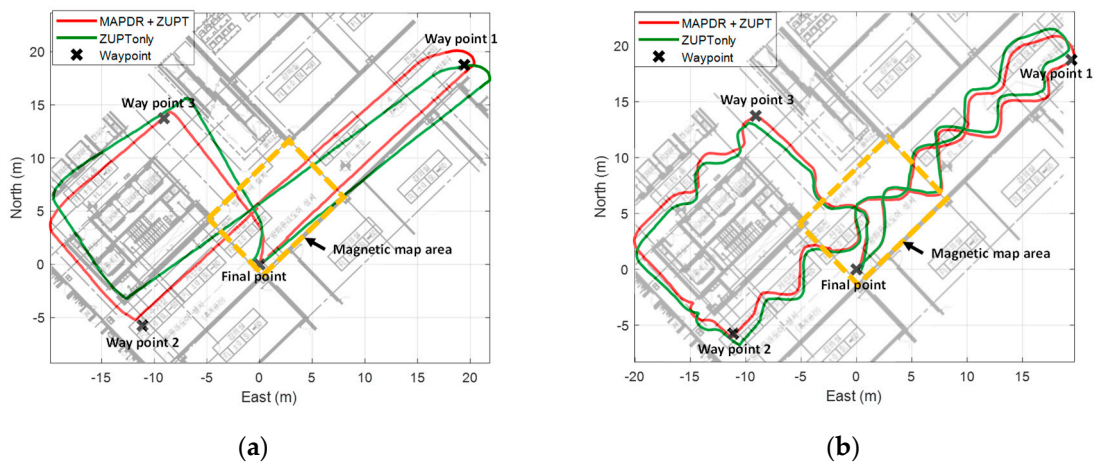 MAPDR + ZUPT
ZUPTonly
Waypoint
Way point 1
Way point 3
Magnetic map area
Final point
Way point 2
20
15
10
5
0
-5
North (m)
-15
-10
-5
0
5
10
15
20
East (m)
(a)
MAPDR + ZUPT
ZUPTonly
Waypoint
Way point 1
Way point 3
Magnetic map area
Final point
Way point 2
20
15
10
5
0
-5
North (m)
-20
-15
-10
-5
0
5
10
15
East (m)
(b)